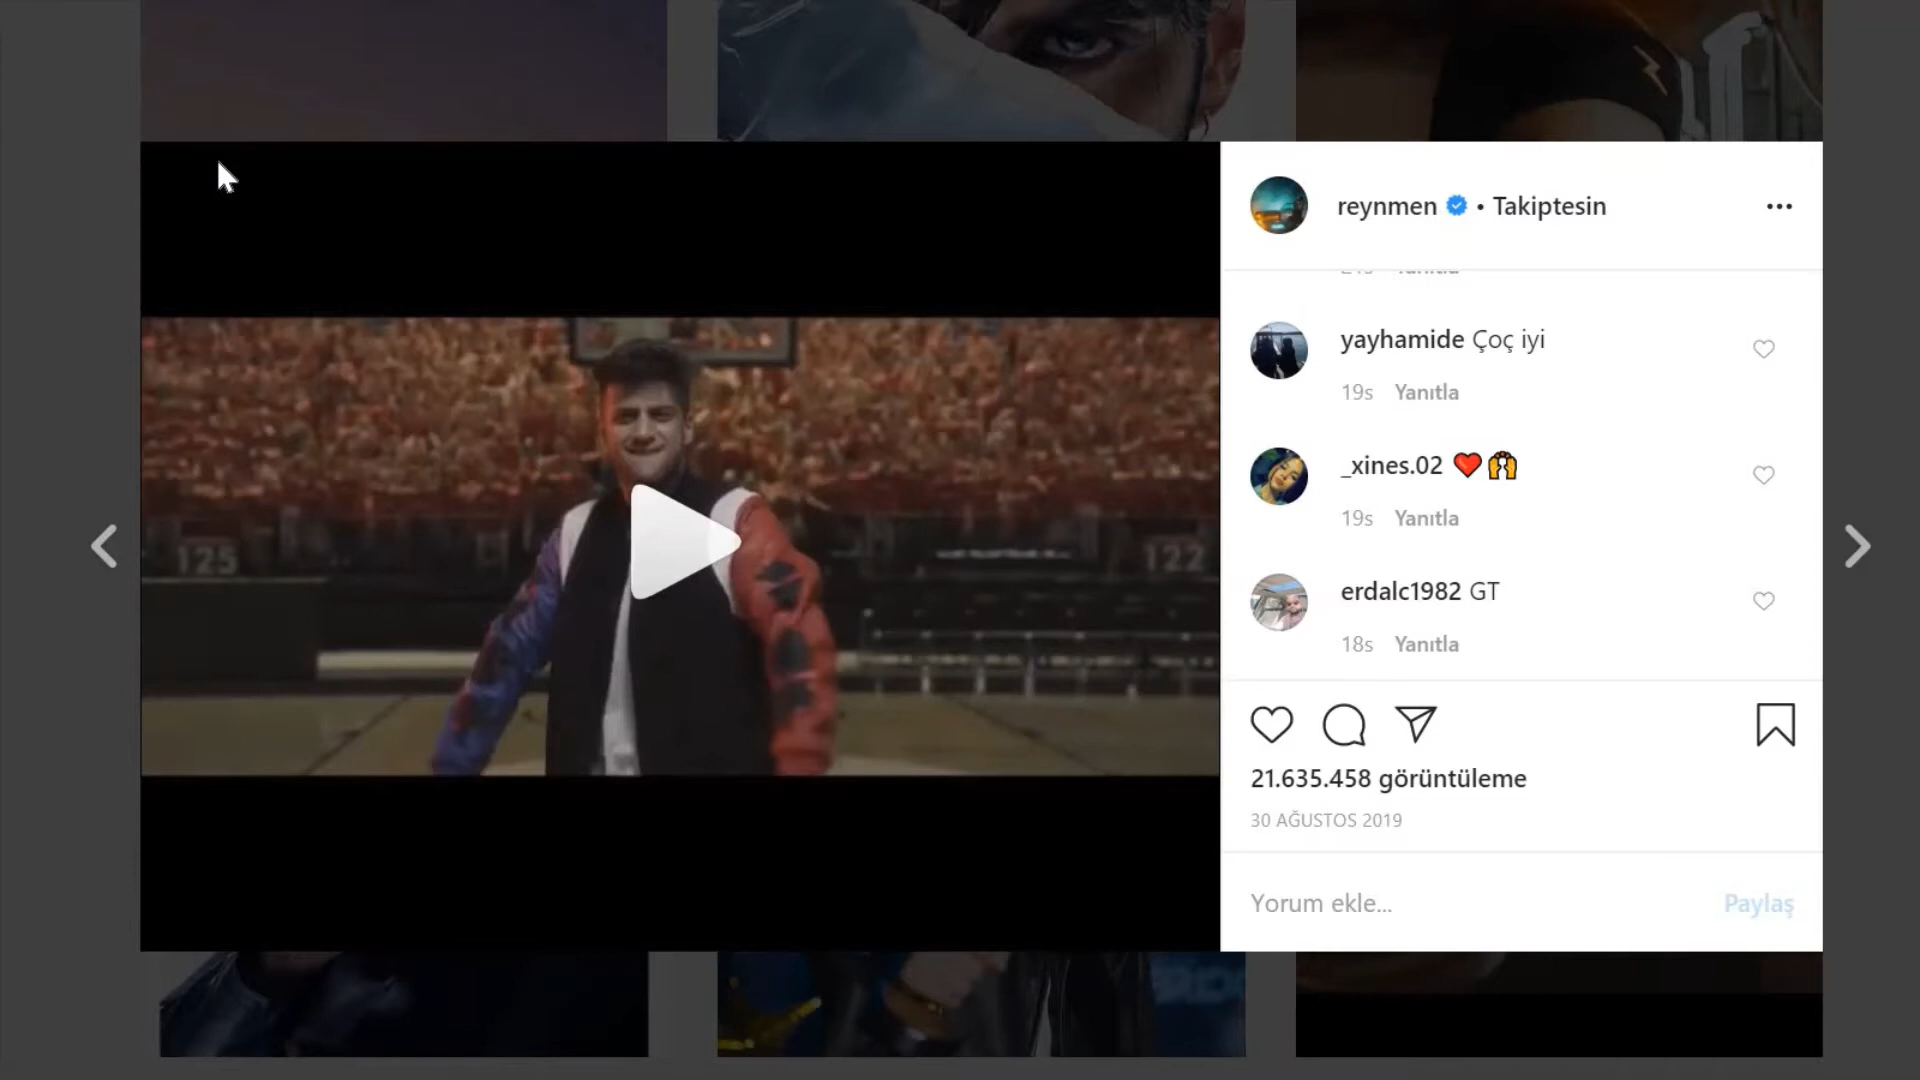 reynmen • Takiptesin
yayhamide Çoç iyi
19s Yanıtla
_xines.02 ❤️🙌
19s Yanıtla
erdalc1982 GT
18s Yanıtla
21.635.458 görüntüleme
30 AĞUSTOS 2019
Yorum ekle...
Paylaş
125
122